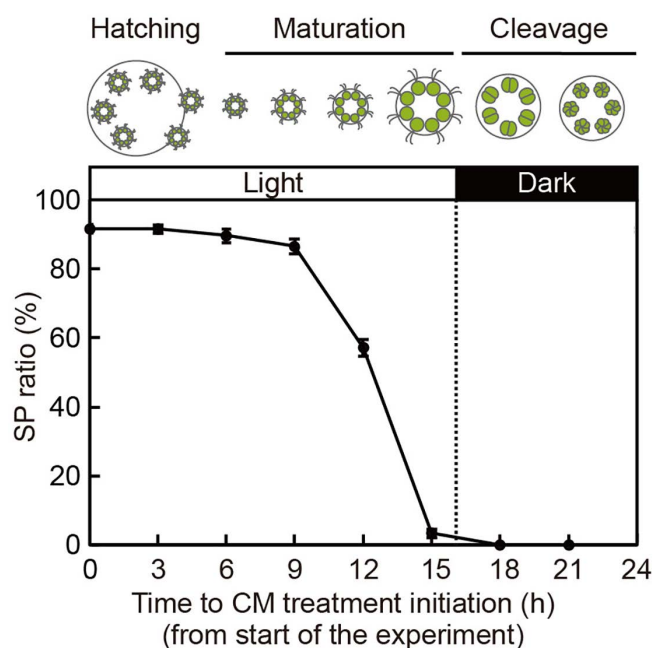 Hatching Maturation Cleavage
Light Dark
100
80
60
40
20
0
SP ratio (%)
0 3 6 9 12 15 18 21 24
Time to CM treatment initiation (h)
(from start of the experiment)